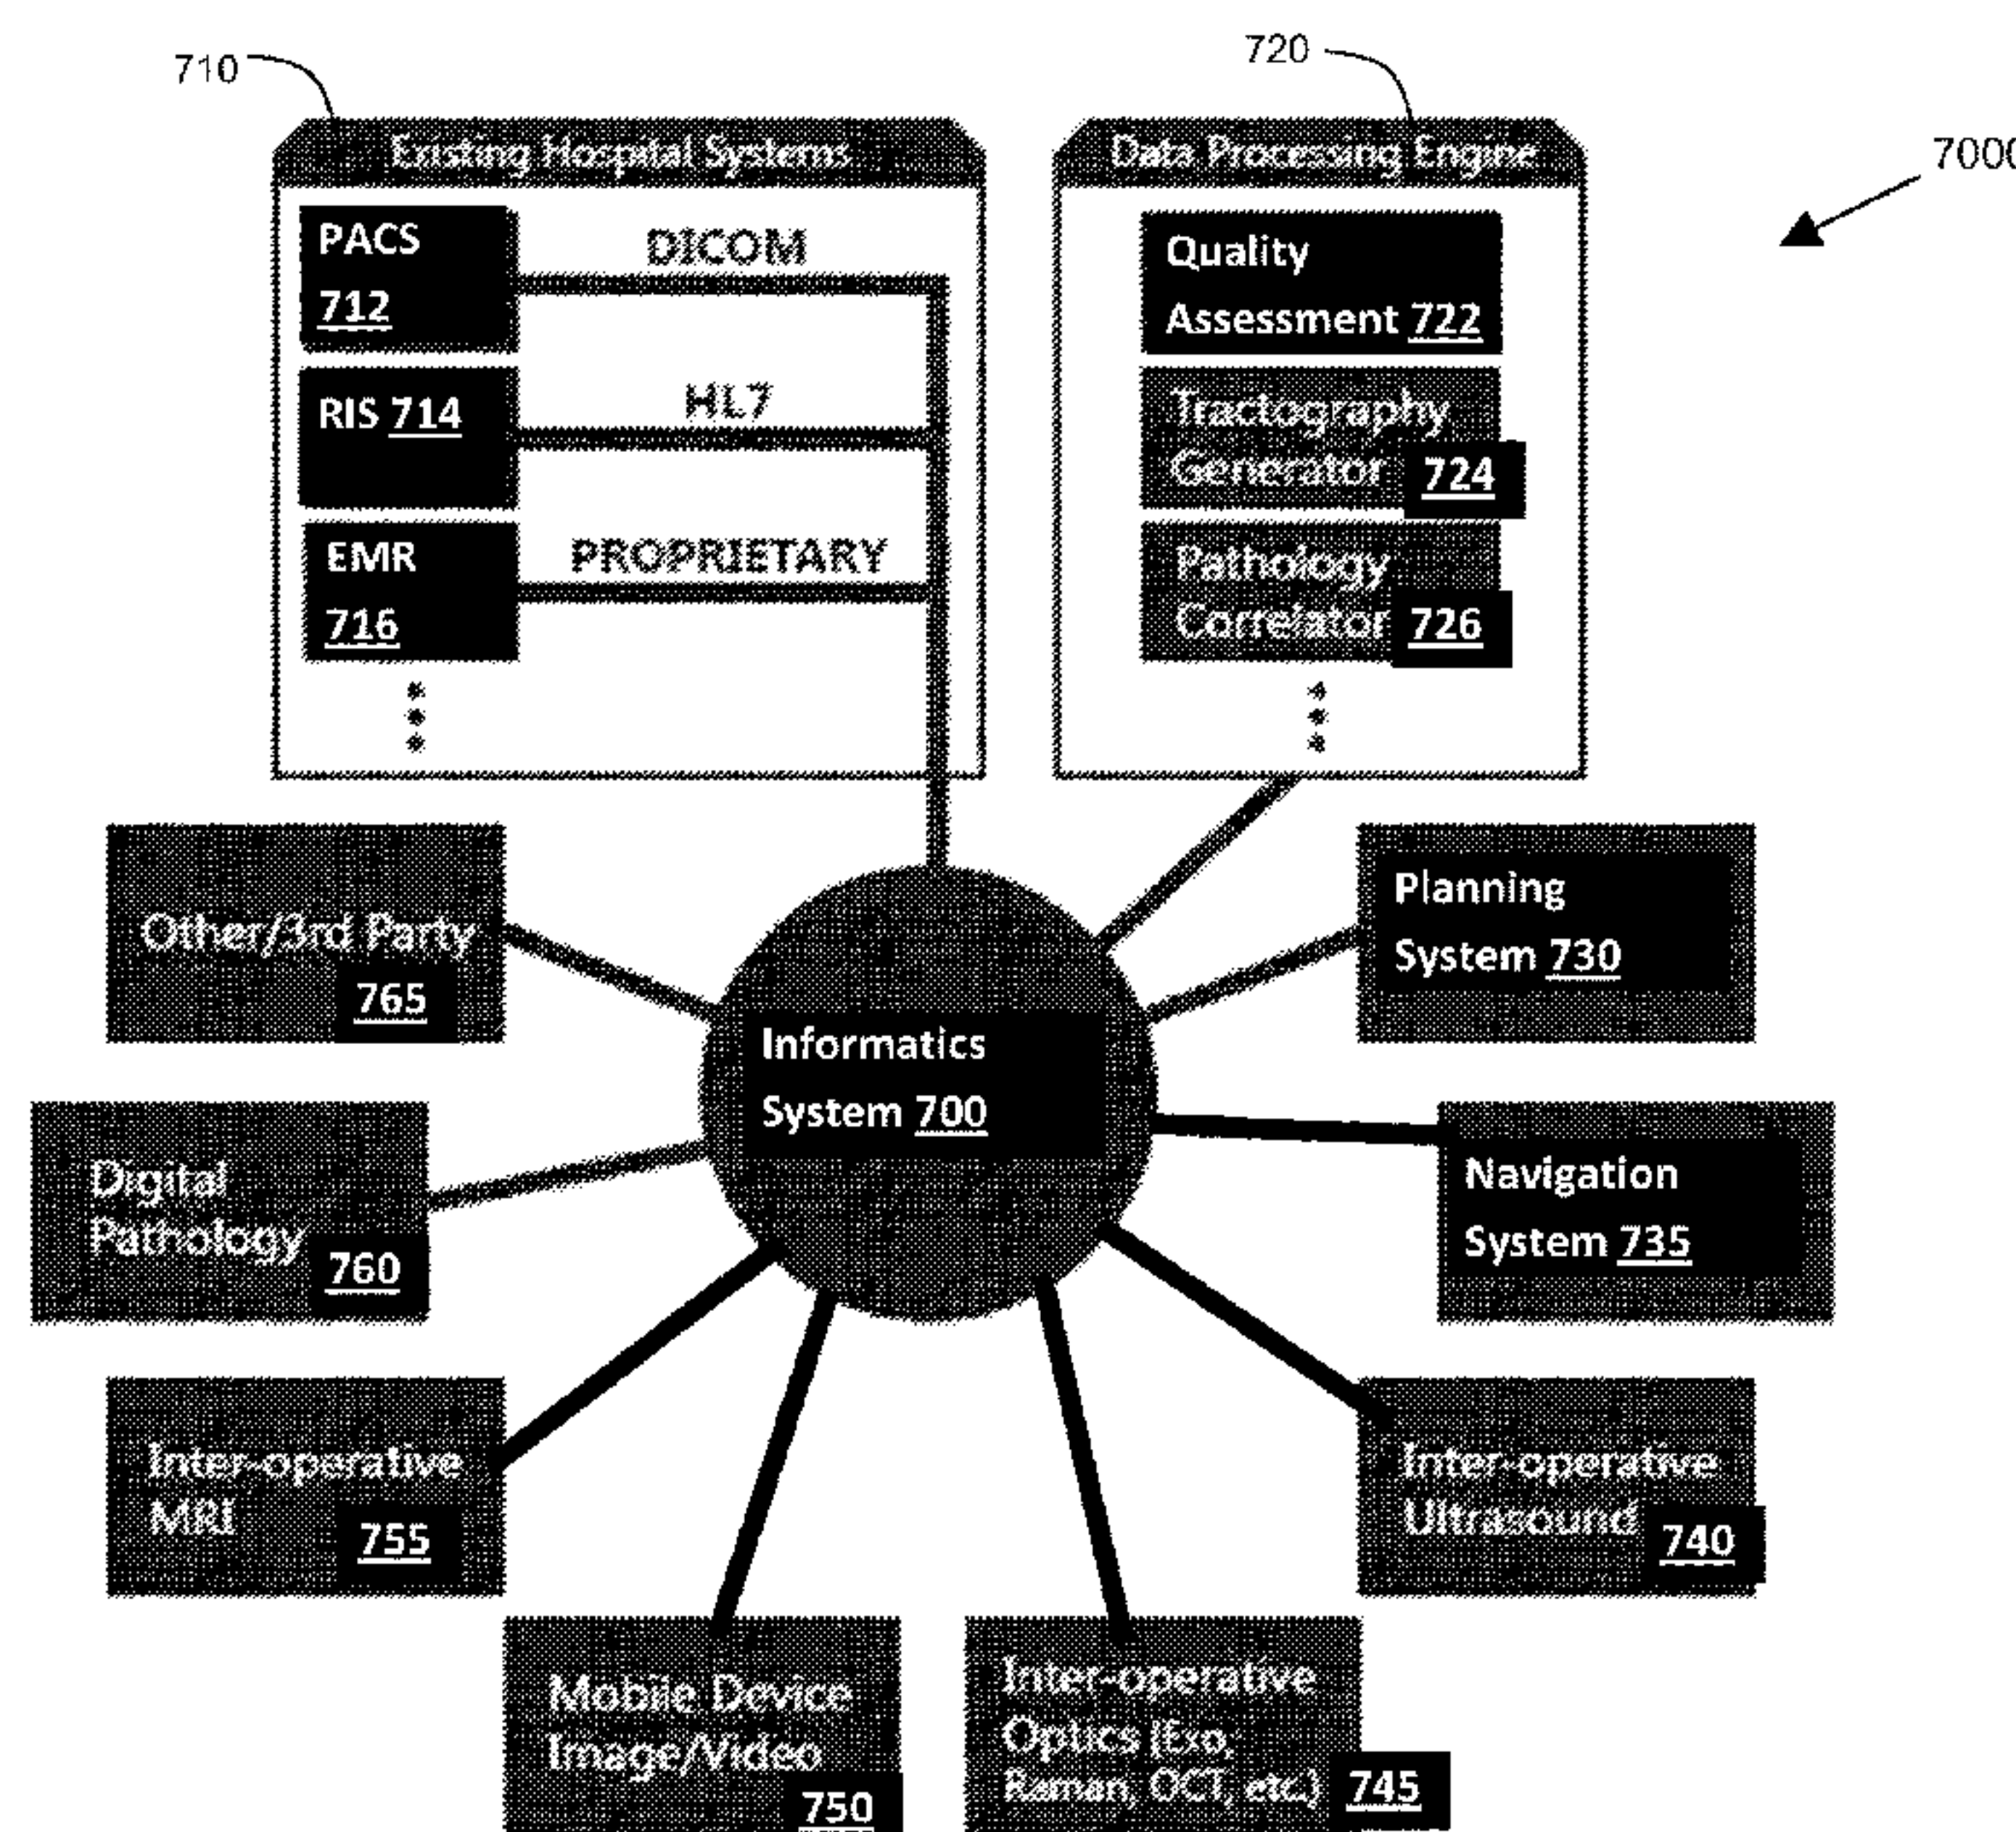 710
720
7000
Existing Hospital Systems
Data Processing Engine
PACS
712
DICOM
RIS 714
HL7
EMR
716
PROPRIETARY
Quality
Assessment 722
Tractography
Generator 724
Pathology
Correlator 726
Other/3rd Party
765
Planning
System 730
Informatics
System 700
Digital
Pathology
760
Navigation
System 735
Inter-operative
MRI
755
Inter-operative
Ultrasound
740
Mobile Device
Image/Video
750
Inter-operative
Optics (Exo,
Raman, OCT, etc.) 745